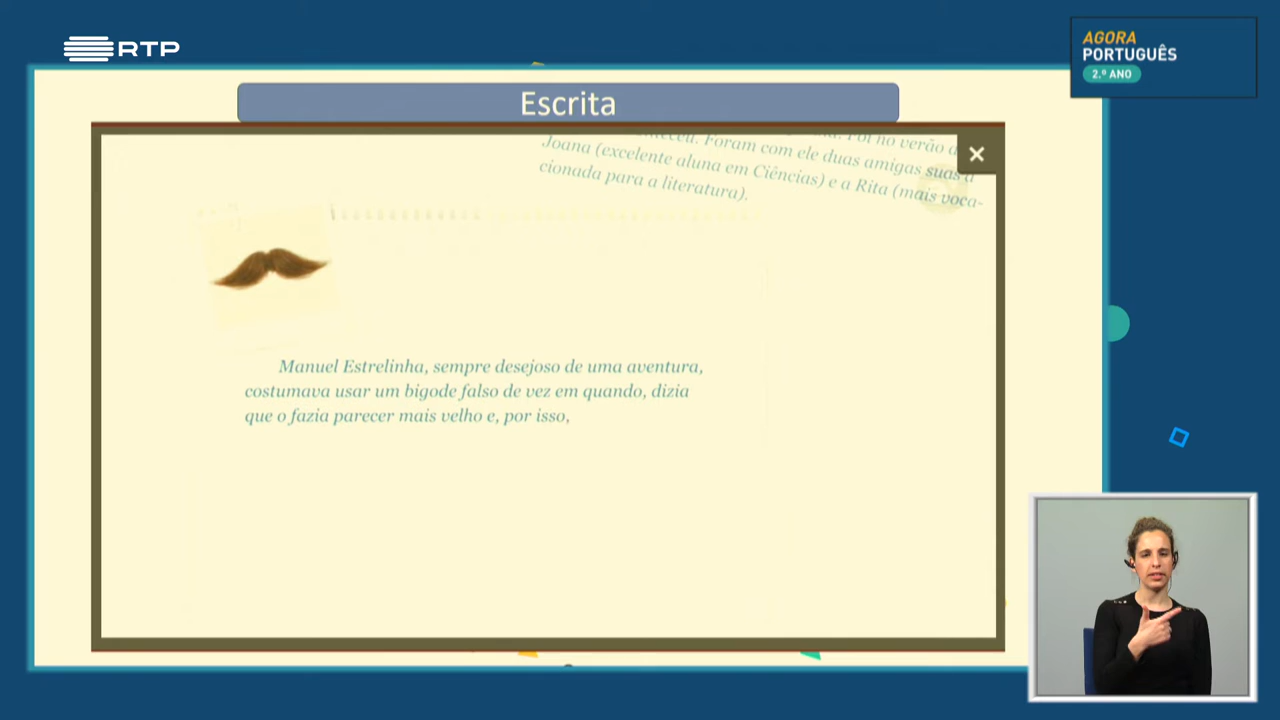 RTP
AGORA
PORTUGUÊS
2.º ANO
Escrita
Foram com ele duas amigas suas a
Joana (excelente aluna em Ciências) e a Rita (mais voca-
cionada para a literatura).
Manuel Estrelinha, sempre desejoso de uma aventura,
costumava usar um bigode falso de vez em quando, dizia
que o fazia parecer mais velho e, por isso,